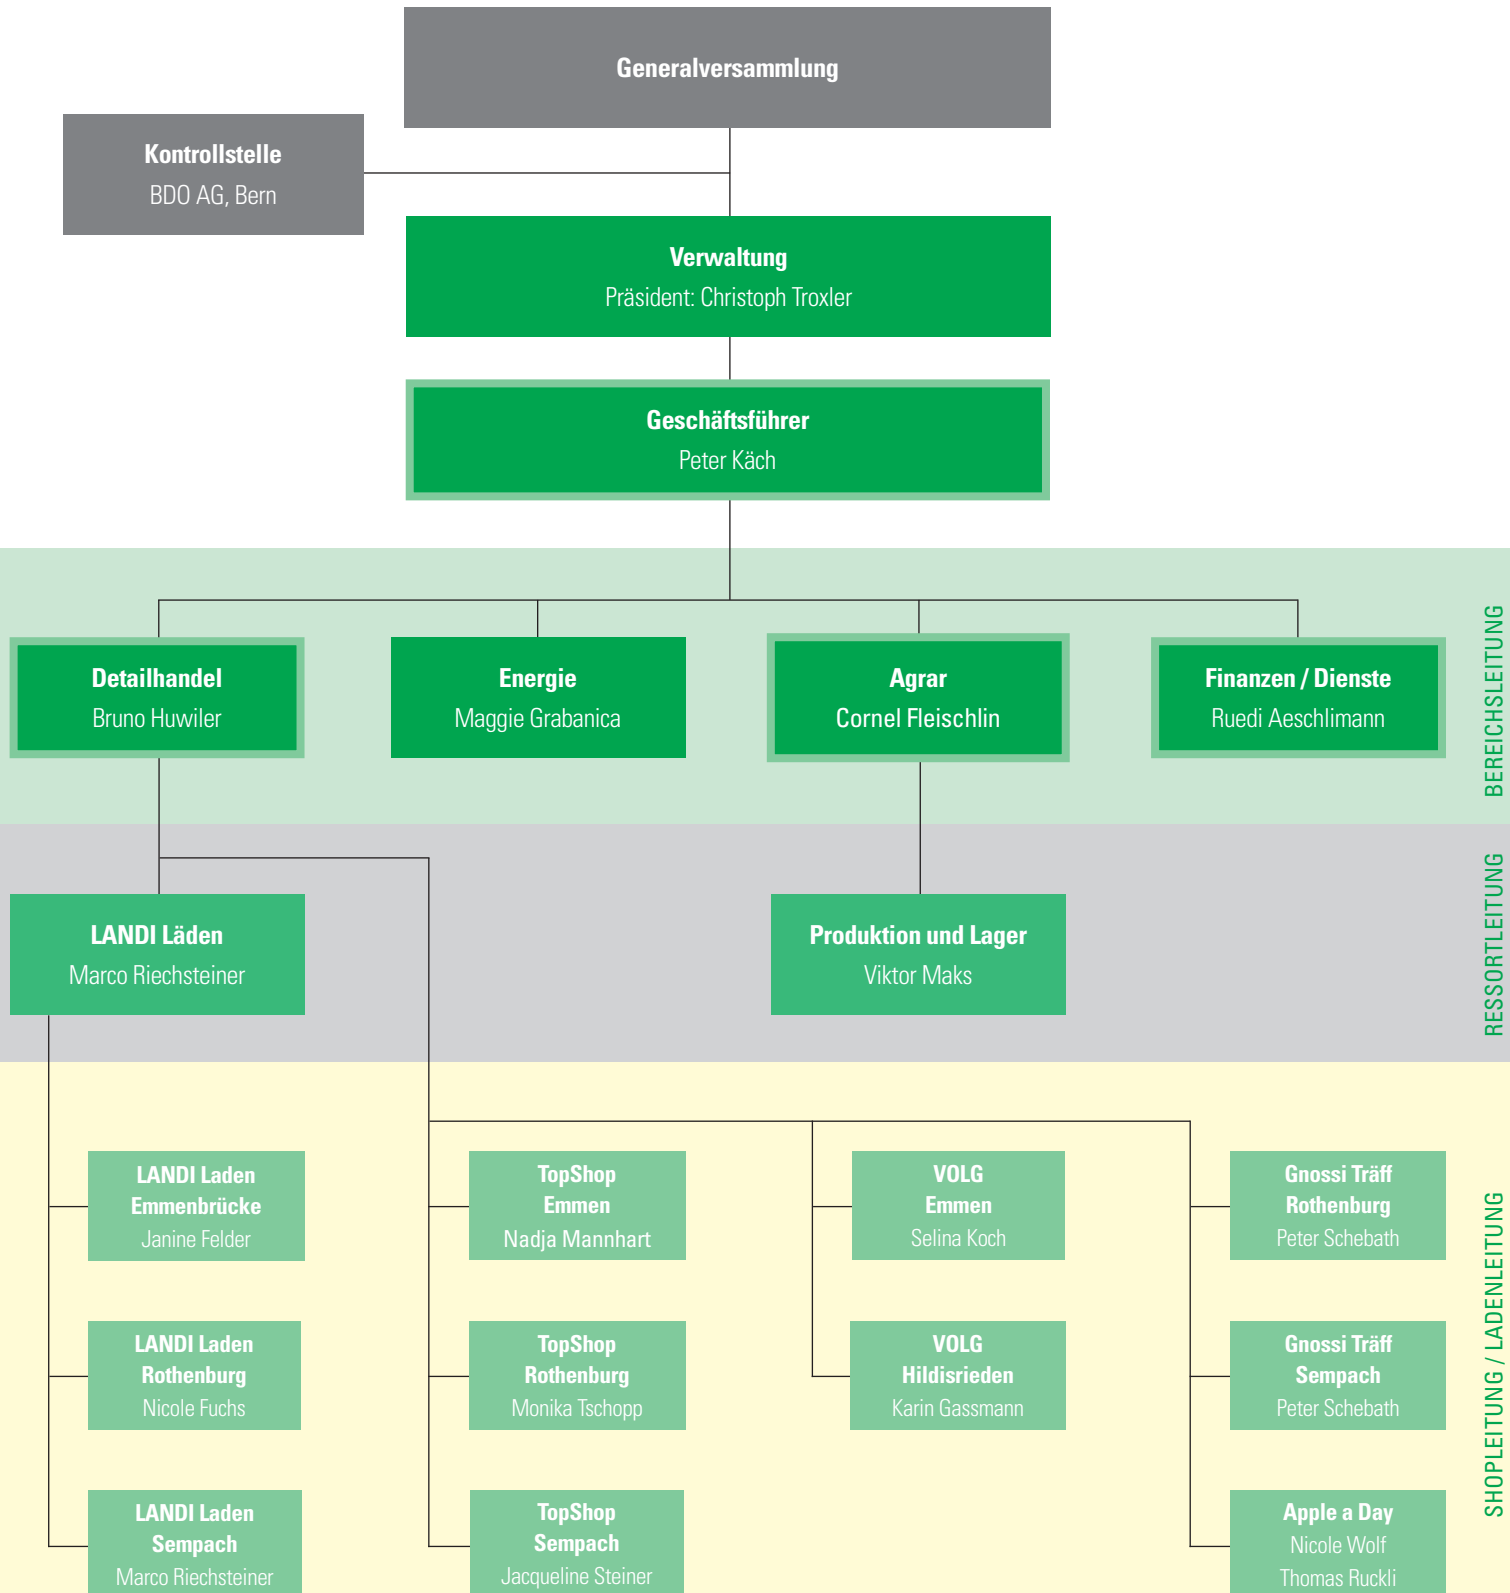 Generalversammlung
Kontrollstelle
BDO AG, Bern
Verwaltung
Präsident: Christoph Troxler
Geschäftsführer
Peter Käch
BEREICHSLEITUNG
Detailhandel
Bruno Huwiler
Energie
Maggie Grabanica
Agrar
Cornel Fleischlin
Finanzen / Dienste
Ruedi Aeschlimann
RESSORTLEITUNG
LANDI Läden
Marco Riechsteiner
Produktion und Lager
Viktor Maks
SHOPLEITUNG / LADENLEITUNG
LANDI Laden
Emmenbrücke
Janine Felder
TopShop
Emmen
Nadja Mannhart
VOLG
Emmen
Selina Koch
Gnossi Träff
Rothenburg
Peter Schebath
LANDI Laden
Rothenburg
Nicole Fuchs
TopShop
Rothenburg
Monika Tschopp
VOLG
Hildisrieden
Karin Gassmann
Gnossi Träff
Sempach
Peter Schebath
LANDI Laden
Sempach
Marco Riechsteiner
TopShop
Sempach
Jacqueline Steiner
Apple a Day
Nicole Wolf
Thomas Ruckli